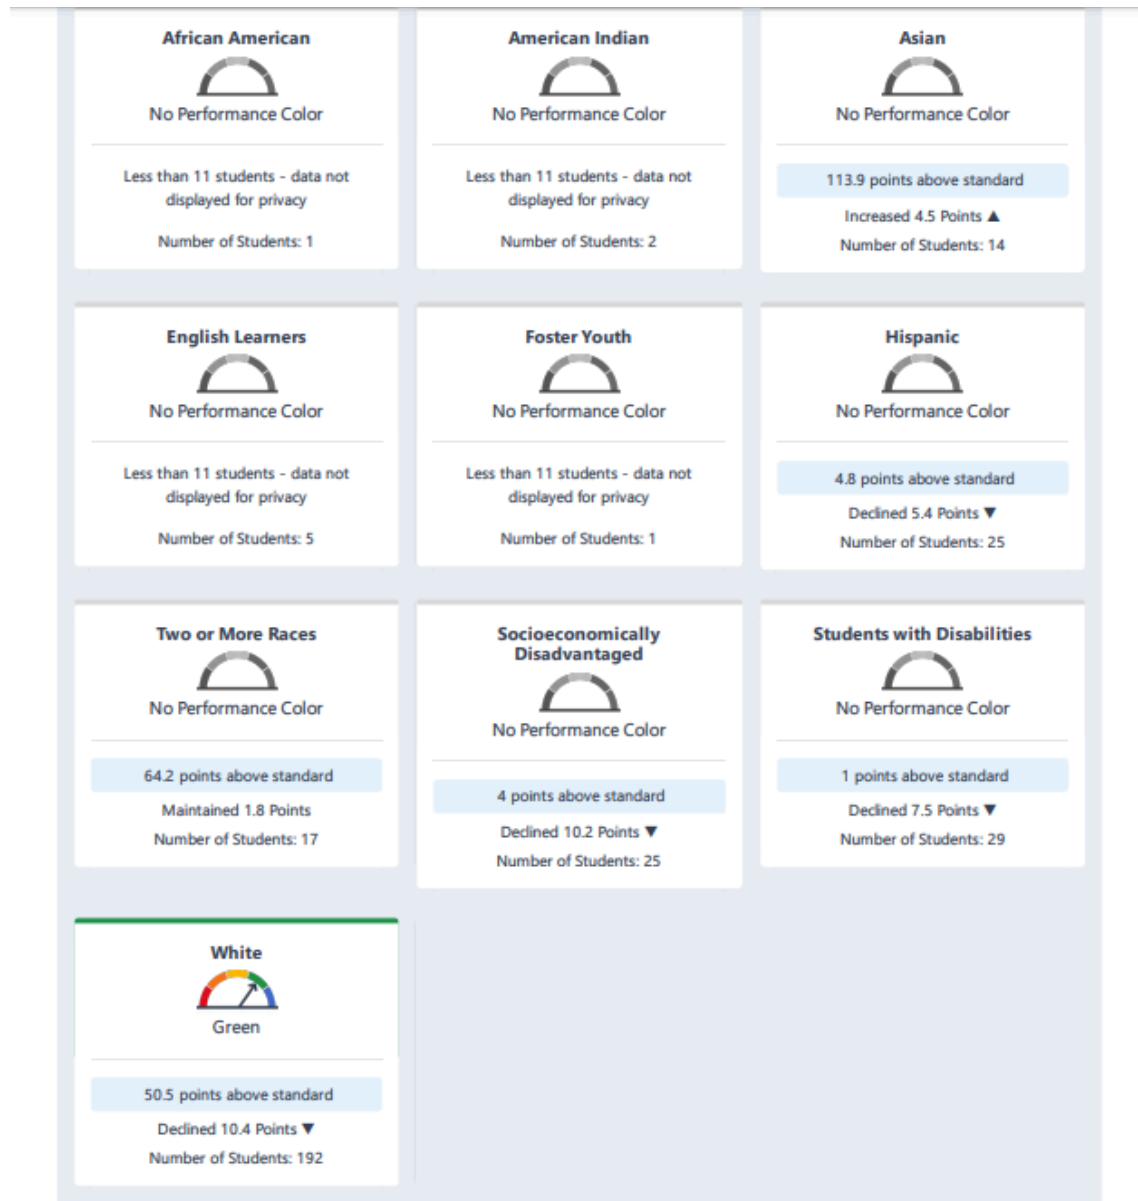 African American
No Performance Color
Less than 11 students - data not
displayed for privacy
Number of Students: 1
American Indian
No Performance Color
Less than 11 students - data not
displayed for privacy
Number of Students: 2
Asian
No Performance Color
113.9 points above standard
Increased 4.5 Points ▲
Number of Students: 14
English Learners
No Performance Color
Less than 11 students - data not
displayed for privacy
Number of Students: 5
Foster Youth
No Performance Color
Less than 11 students - data not
displayed for privacy
Number of Students: 1
Hispanic
No Performance Color
4.8 points above standard
Declined 5.4 Points ▼
Number of Students: 25
Two or More Races
No Performance Color
64.2 points above standard
Maintained 1.8 Points
Number of Students: 17
Socioeconomically
Disadvantaged
No Performance Color
4 points above standard
Declined 10.2 Points ▼
Number of Students: 25
Students with Disabilities
No Performance Color
1 points above standard
Declined 7.5 Points ▼
Number of Students: 29
White
Green
50.5 points above standard
Declined 10.4 Points ▼
Number of Students: 192